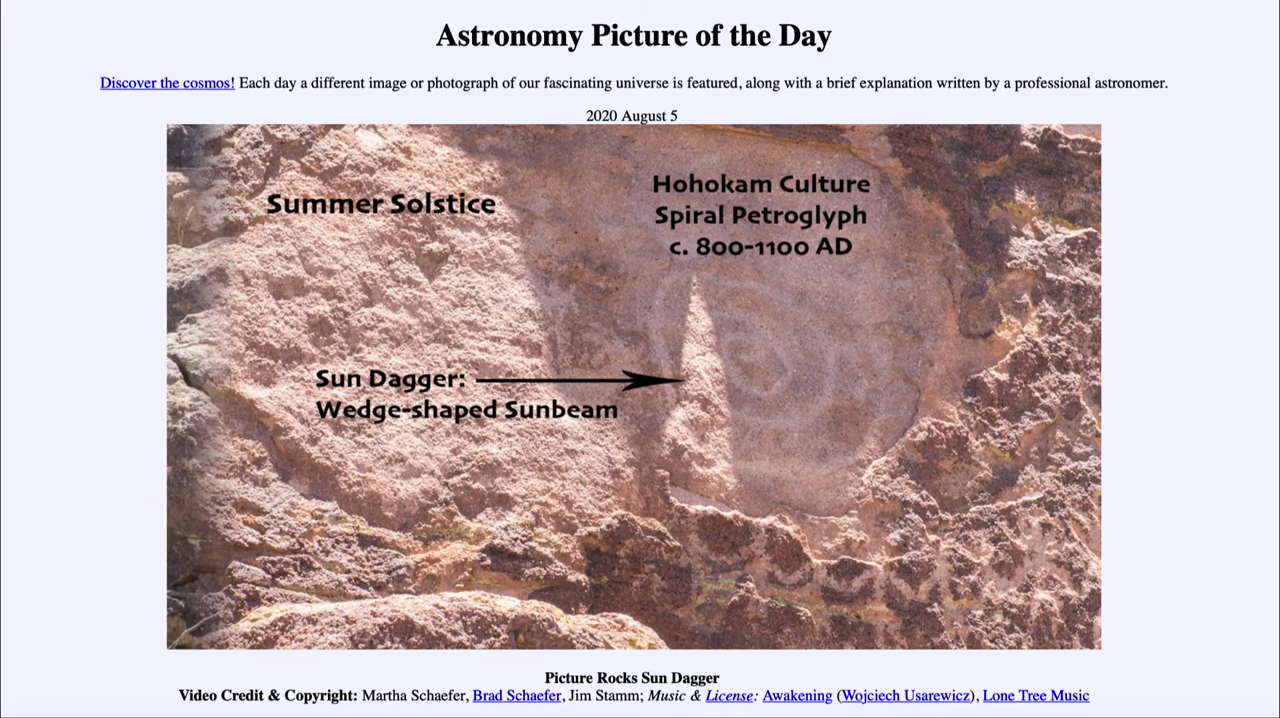 Astronomy Picture of the Day
Discover the cosmos! Each day a different image or photograph of our fascinating universe is featured, along with a brief explanation written by a professional astronomer.
2020 August 5
Summer Solstice
Hohokam Culture
Spiral Petroglyph
c. 800-1100 AD
Sun Dagger:
Wedge-shaped Sunbeam
Picture Rocks Sun Dagger
Video Credit & Copyright: Martha Schaefer, Brad Schaefer, Jim Stamm; Music & License: Awakening (Wojciech Usarewicz), Lone Tree Music